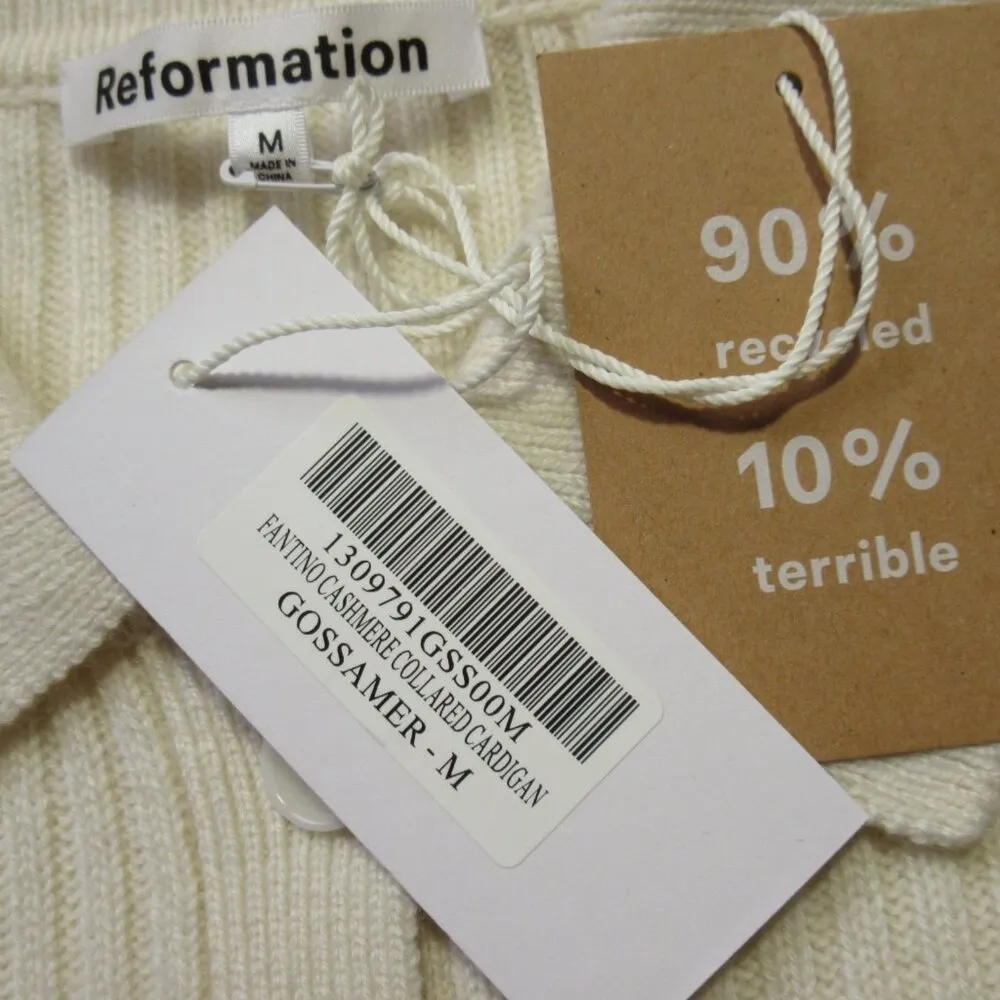 Reformation
M
MADE IN
CHINA
90%
recycled
10%
terrible
1309791GSS00M
FANTINO CASHMERE COLLARED CARDIGAN
GOSSAMER - M